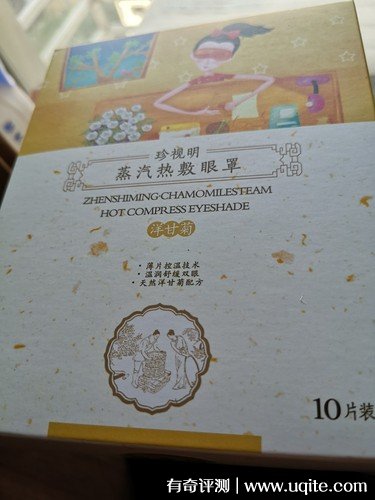 珍视明
蒸汽热敷眼罩
ZHENSHIMING·CHAMOMILESTEAM
HOT COMPRESS EYESHADE
洋甘菊
· 薄片控温技术
· 温润舒缓双眼
· 天然洋甘菊配方
10片装
有奇评测 | www.uqite.com